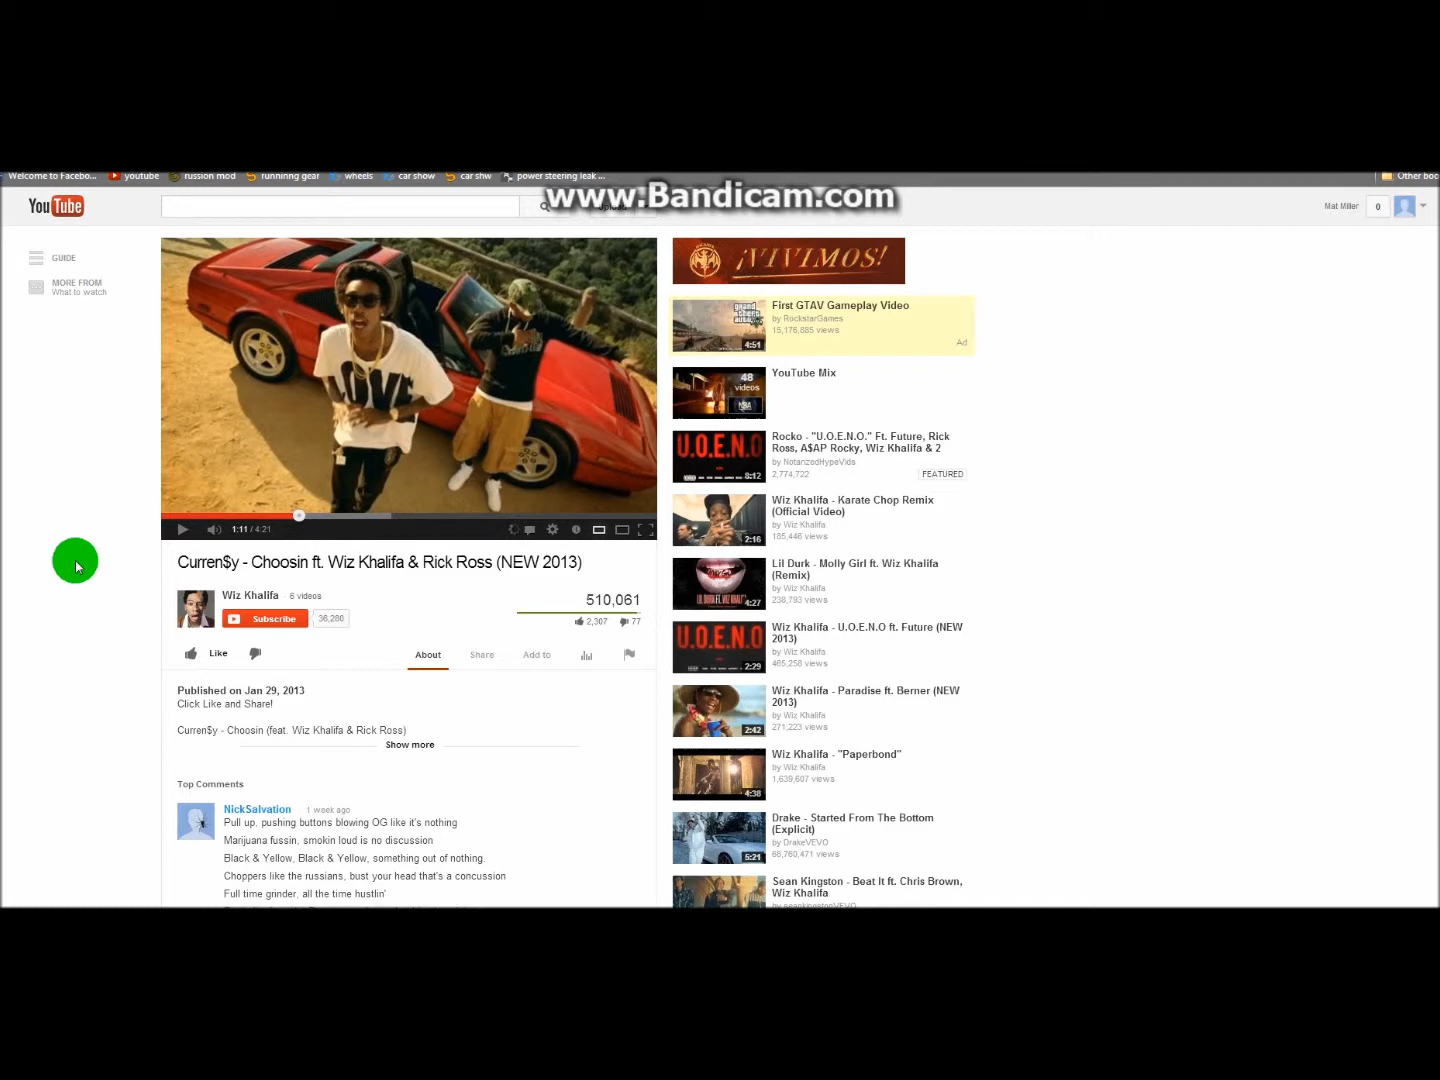 Welcome to Facebo...
youtube
russion mod
runninng gear
wheels
car show
car shw
power steering leak ...
Other boo
www.Bandicam.com
YouTube
Mat Miller
0
GUIDE
MORE FROM
What to watch
¡VIVIMOS!
First GTAV Gameplay Video
by RockstarGames
15,176,885 views
Ad
grand
theft
auto
4:51
YouTube Mix
48
videos
Rocko - "U.O.E.N.O." Ft. Future, Rick
Ross, A$AP Rocky, Wiz Khalifa & 2
by NotarizedHypeVids
2,774,722
FEATURED
U.O.E.N.O
8:12
Wiz Khalifa - Karate Chop Remix
(Official Video)
by Wiz Khalifa
185,446 views
2:16
1:11 / 4:21
Curren$y - Choosin ft. Wiz Khalifa & Rick Ross (NEW 2013)
Wiz Khalifa · 6 videos
Subscribe
36,280
510,061
2,307
77
Like
About
Share
Add to
Published on Jan 29, 2013
Click Like and Share!
Curren$y - Choosin (feat. Wiz Khalifa & Rick Ross)
Show more
Top Comments
NickSalvation 1 week ago
Pull up, pushing buttons blowing OG like it's nothing
Marijuana fussin, smokin loud is no discussion
Black & Yellow, Black & Yellow, something out of nothing.
Choppers like the russians, bust your head that's a concussion
Full time grinder, all the time hustlin'
Lil Durk - Molly Girl ft. Wiz Khalifa
(Remix)
by Wiz Khalifa
238,793 views
4:27
Wiz Khalifa - U.O.E.N.O ft. Future (NEW
2013)
by Wiz Khalifa
465,258 views
U.O.E.N.O
2:29
Wiz Khalifa - Paradise ft. Berner (NEW
2013)
by Wiz Khalifa
271,223 views
2:42
Wiz Khalifa - "Paperbond"
by Wiz Khalifa
1,639,607 views
4:38
Drake - Started From The Bottom
(Explicit)
by DrakeVEVO
68,760,471 views
5:21
Sean Kingston - Beat It ft. Chris Brown,
Wiz Khalifa
by seankingstonVEVO